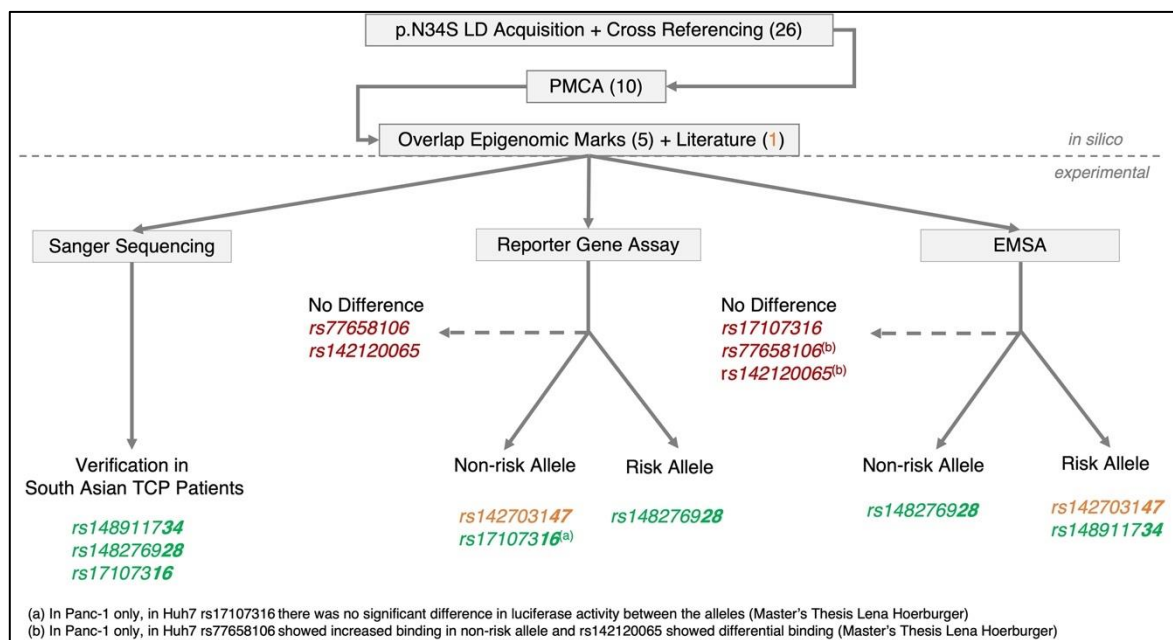 p.N34S LD Acquisition + Cross Referencing (26)
PMCA (10)
Overlap Epigenomic Marks (5) + Literature (1)
in silico
experimental
Sanger Sequencing
Reporter Gene Assay
EMSA
No Difference
rs77658106
rs142120065
No Difference
rs17107316
rs77658106(b)
rs142120065(b)
Verification in
South Asian TCP Patients
rs148911734
rs148276928
rs17107316
Non-risk Allele
rs142703147
rs17107316(a)
Risk Allele
rs148276928
Non-risk Allele
rs148276928
Risk Allele
rs142703147
rs148911734
(a) In Panc-1 only, in Huh7 rs17107316 there was no significant difference in luciferase activity between the alleles (Master's Thesis Lena Hoerburger)
(b) In Panc-1 only, in Huh7 rs77658106 showed increased binding in non-risk allele and rs142120065 showed differential binding (Master's Thesis Lena Hoerburger)